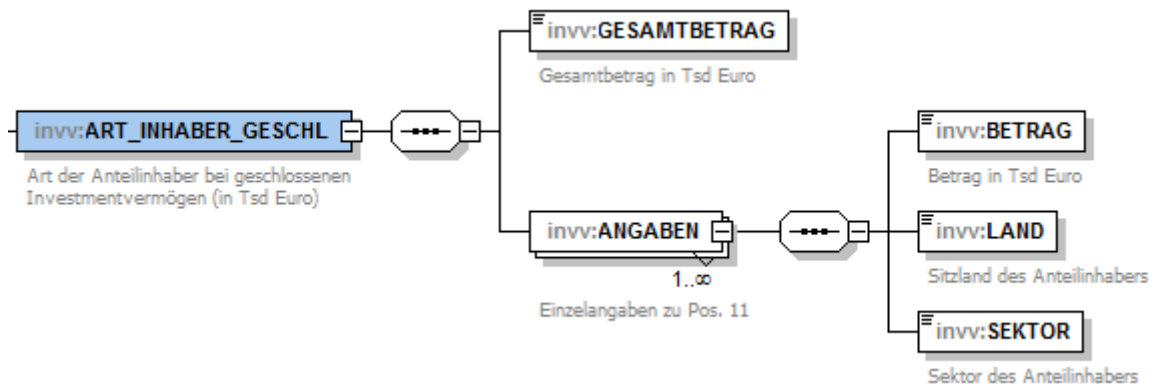 invv:GESAMTBETRAG
Gesamtbetrag in Tsd Euro
invv:ART_INHABER_GESCHL
Art der Anteilinhaber bei geschlossenen
Investmentvermögen (in Tsd Euro)
invv:BETRAG
Betrag in Tsd Euro
invv:ANGABEN
1..∞
Einzelangaben zu Pos. 11
invv:LAND
Sitzland des Anteilinhabers
invv:SEKTOR
Sektor des Anteilinhabers